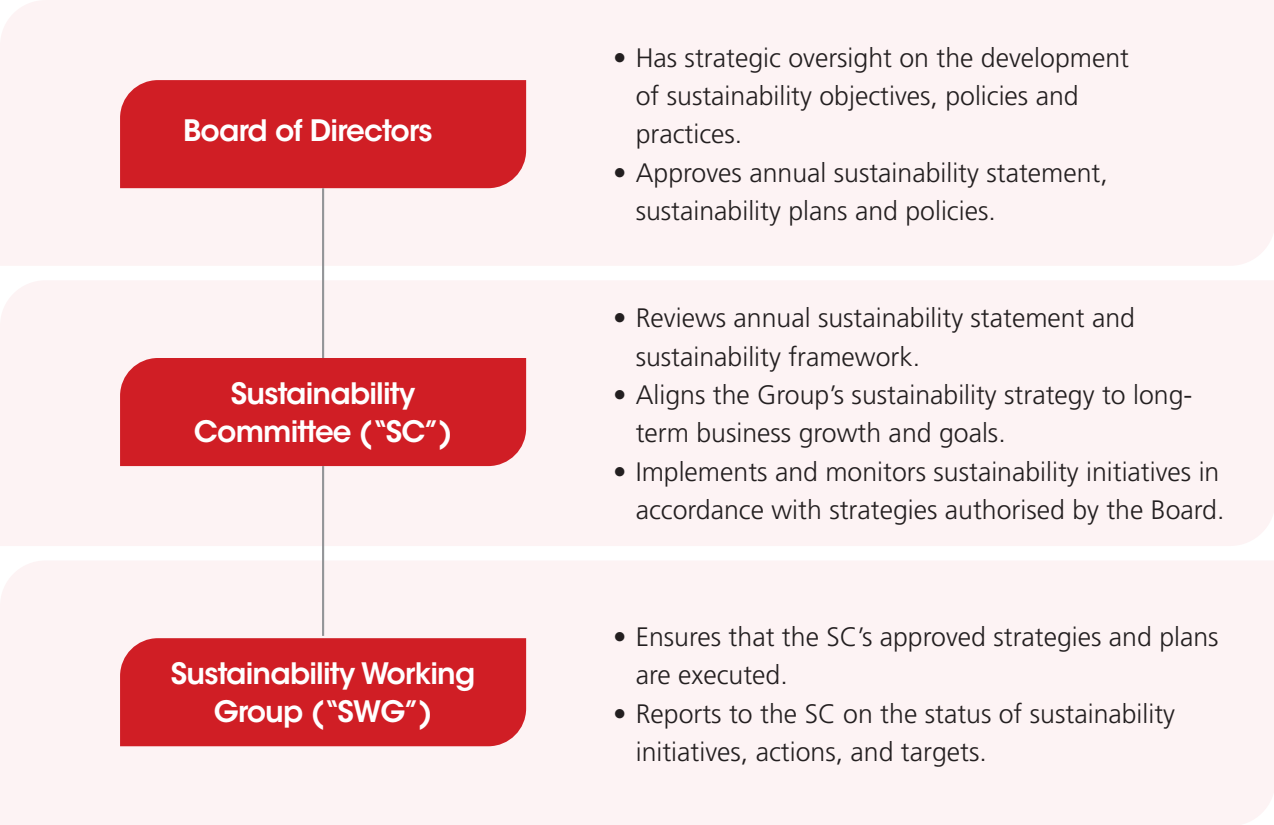 Board of Directors
• Has strategic oversight on the development
of sustainability objectives, policies and
practices.
• Approves annual sustainability statement,
sustainability plans and policies.
Sustainability
Committee (“SC”)
• Reviews annual sustainability statement and
sustainability framework.
• Aligns the Group’s sustainability strategy to long-
term business growth and goals.
• Implements and monitors sustainability initiatives in
accordance with strategies authorised by the Board.
Sustainability Working
Group (“SWG”)
• Ensures that the SC’s approved strategies and plans
are executed.
• Reports to the SC on the status of sustainability
initiatives, actions, and targets.